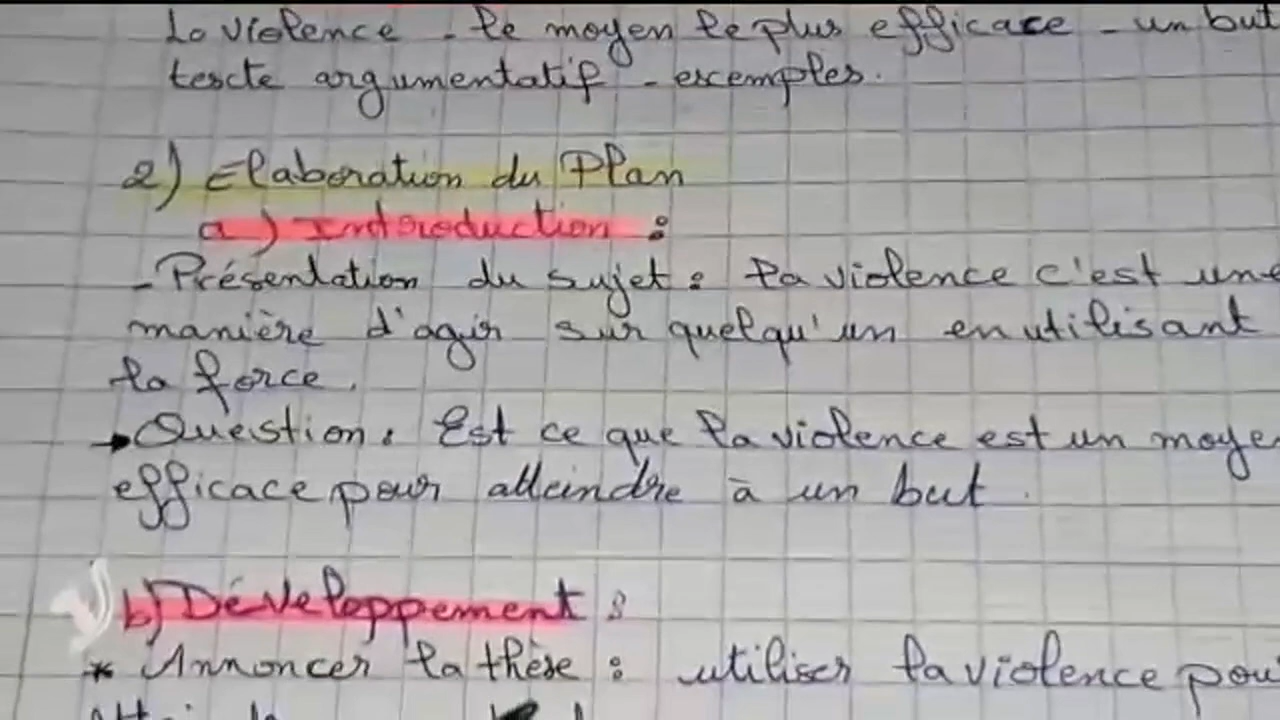 La violence - le moyen le plus efficace - un but
texte argumentatif - exemples.
2) Elaboration du Plan
a) Introduction :
- Présentation du sujet : la violence c'est une
manière d'agir sur quelqu'un en utilisant
la force.
→ Question : Est ce que la violence est un moye
efficace pour atteindre à un but.
b) Développement :
* Annoncer la thèse : utiliser la violence pou